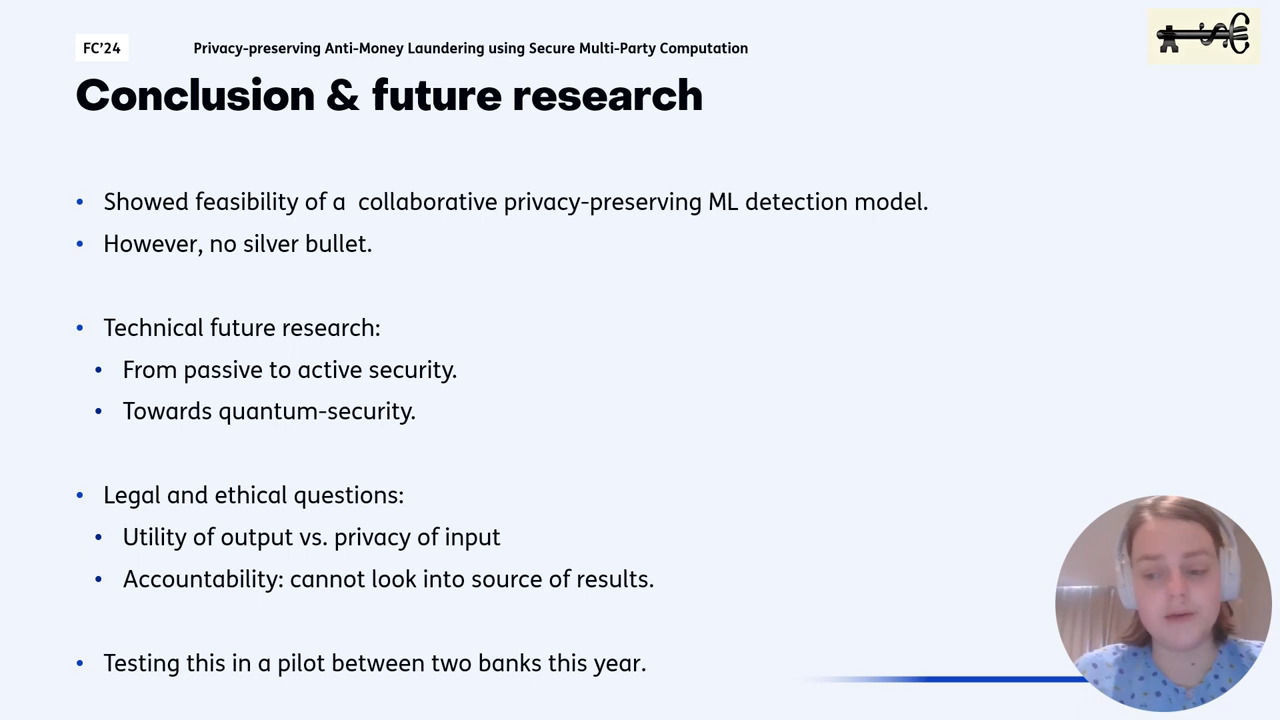 FC'24 Privacy-preserving Anti-Money Laundering using Secure Multi-Party Computation
Conclusion & future research
• Showed feasibility of a  collaborative privacy-preserving ML detection model.
• However, no silver bullet.
• Technical future research:
• From passive to active security.
• Towards quantum-security.
• Legal and ethical questions:
• Utility of output vs. privacy of input
• Accountability: cannot look into source of results.
• Testing this in a pilot between two banks this year.